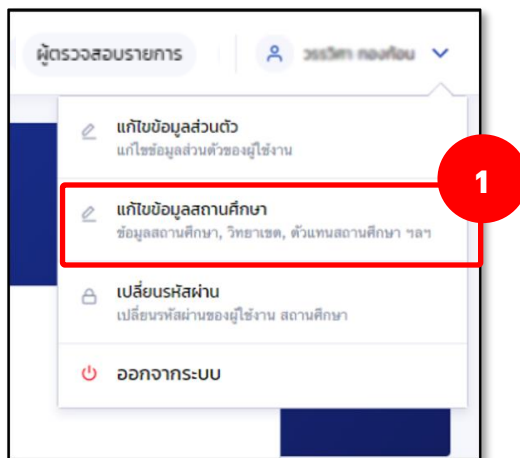 ผู้ตรวจสอบรายการ
แก้ไขข้อมูลส่วนตัว
แก้ไขข้อมูลส่วนตัวของผู้ใช้งาน
1
แก้ไขข้อมูลสถานศึกษา
ข้อมูลสถานศึกษา, วิทยาเขต, ตัวแทนสถานศึกษา ฯลฯ
เปลี่ยนรหัสผ่าน
เปลี่ยนรหัสผ่านของผู้ใช้งาน สถานศึกษา
ออกจากระบบ